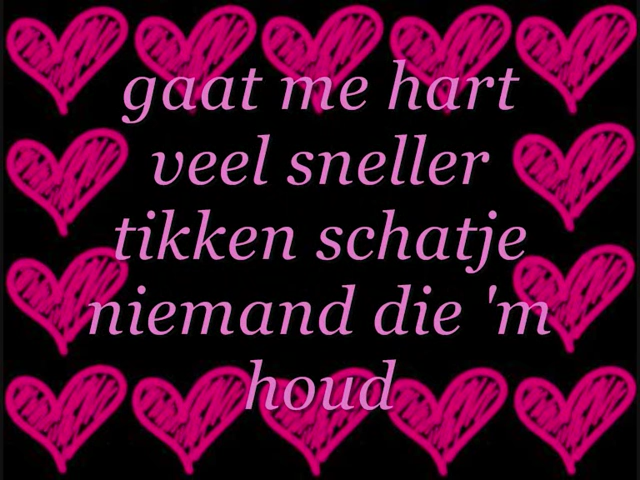 gaat me hart
veel sneller
tikken schatje
niemand die 'm
houd